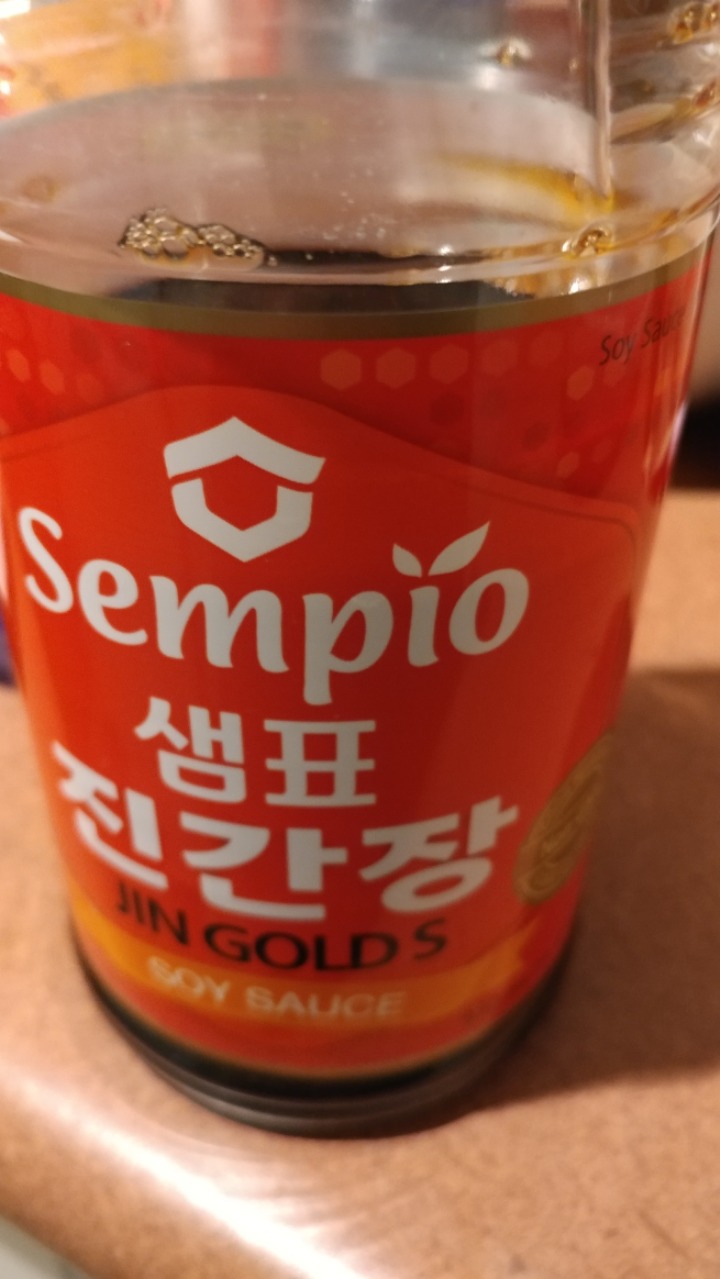 Soy Sauce
Sempio
샘표
진간장
JIN GOLD S
SOY SAUCE